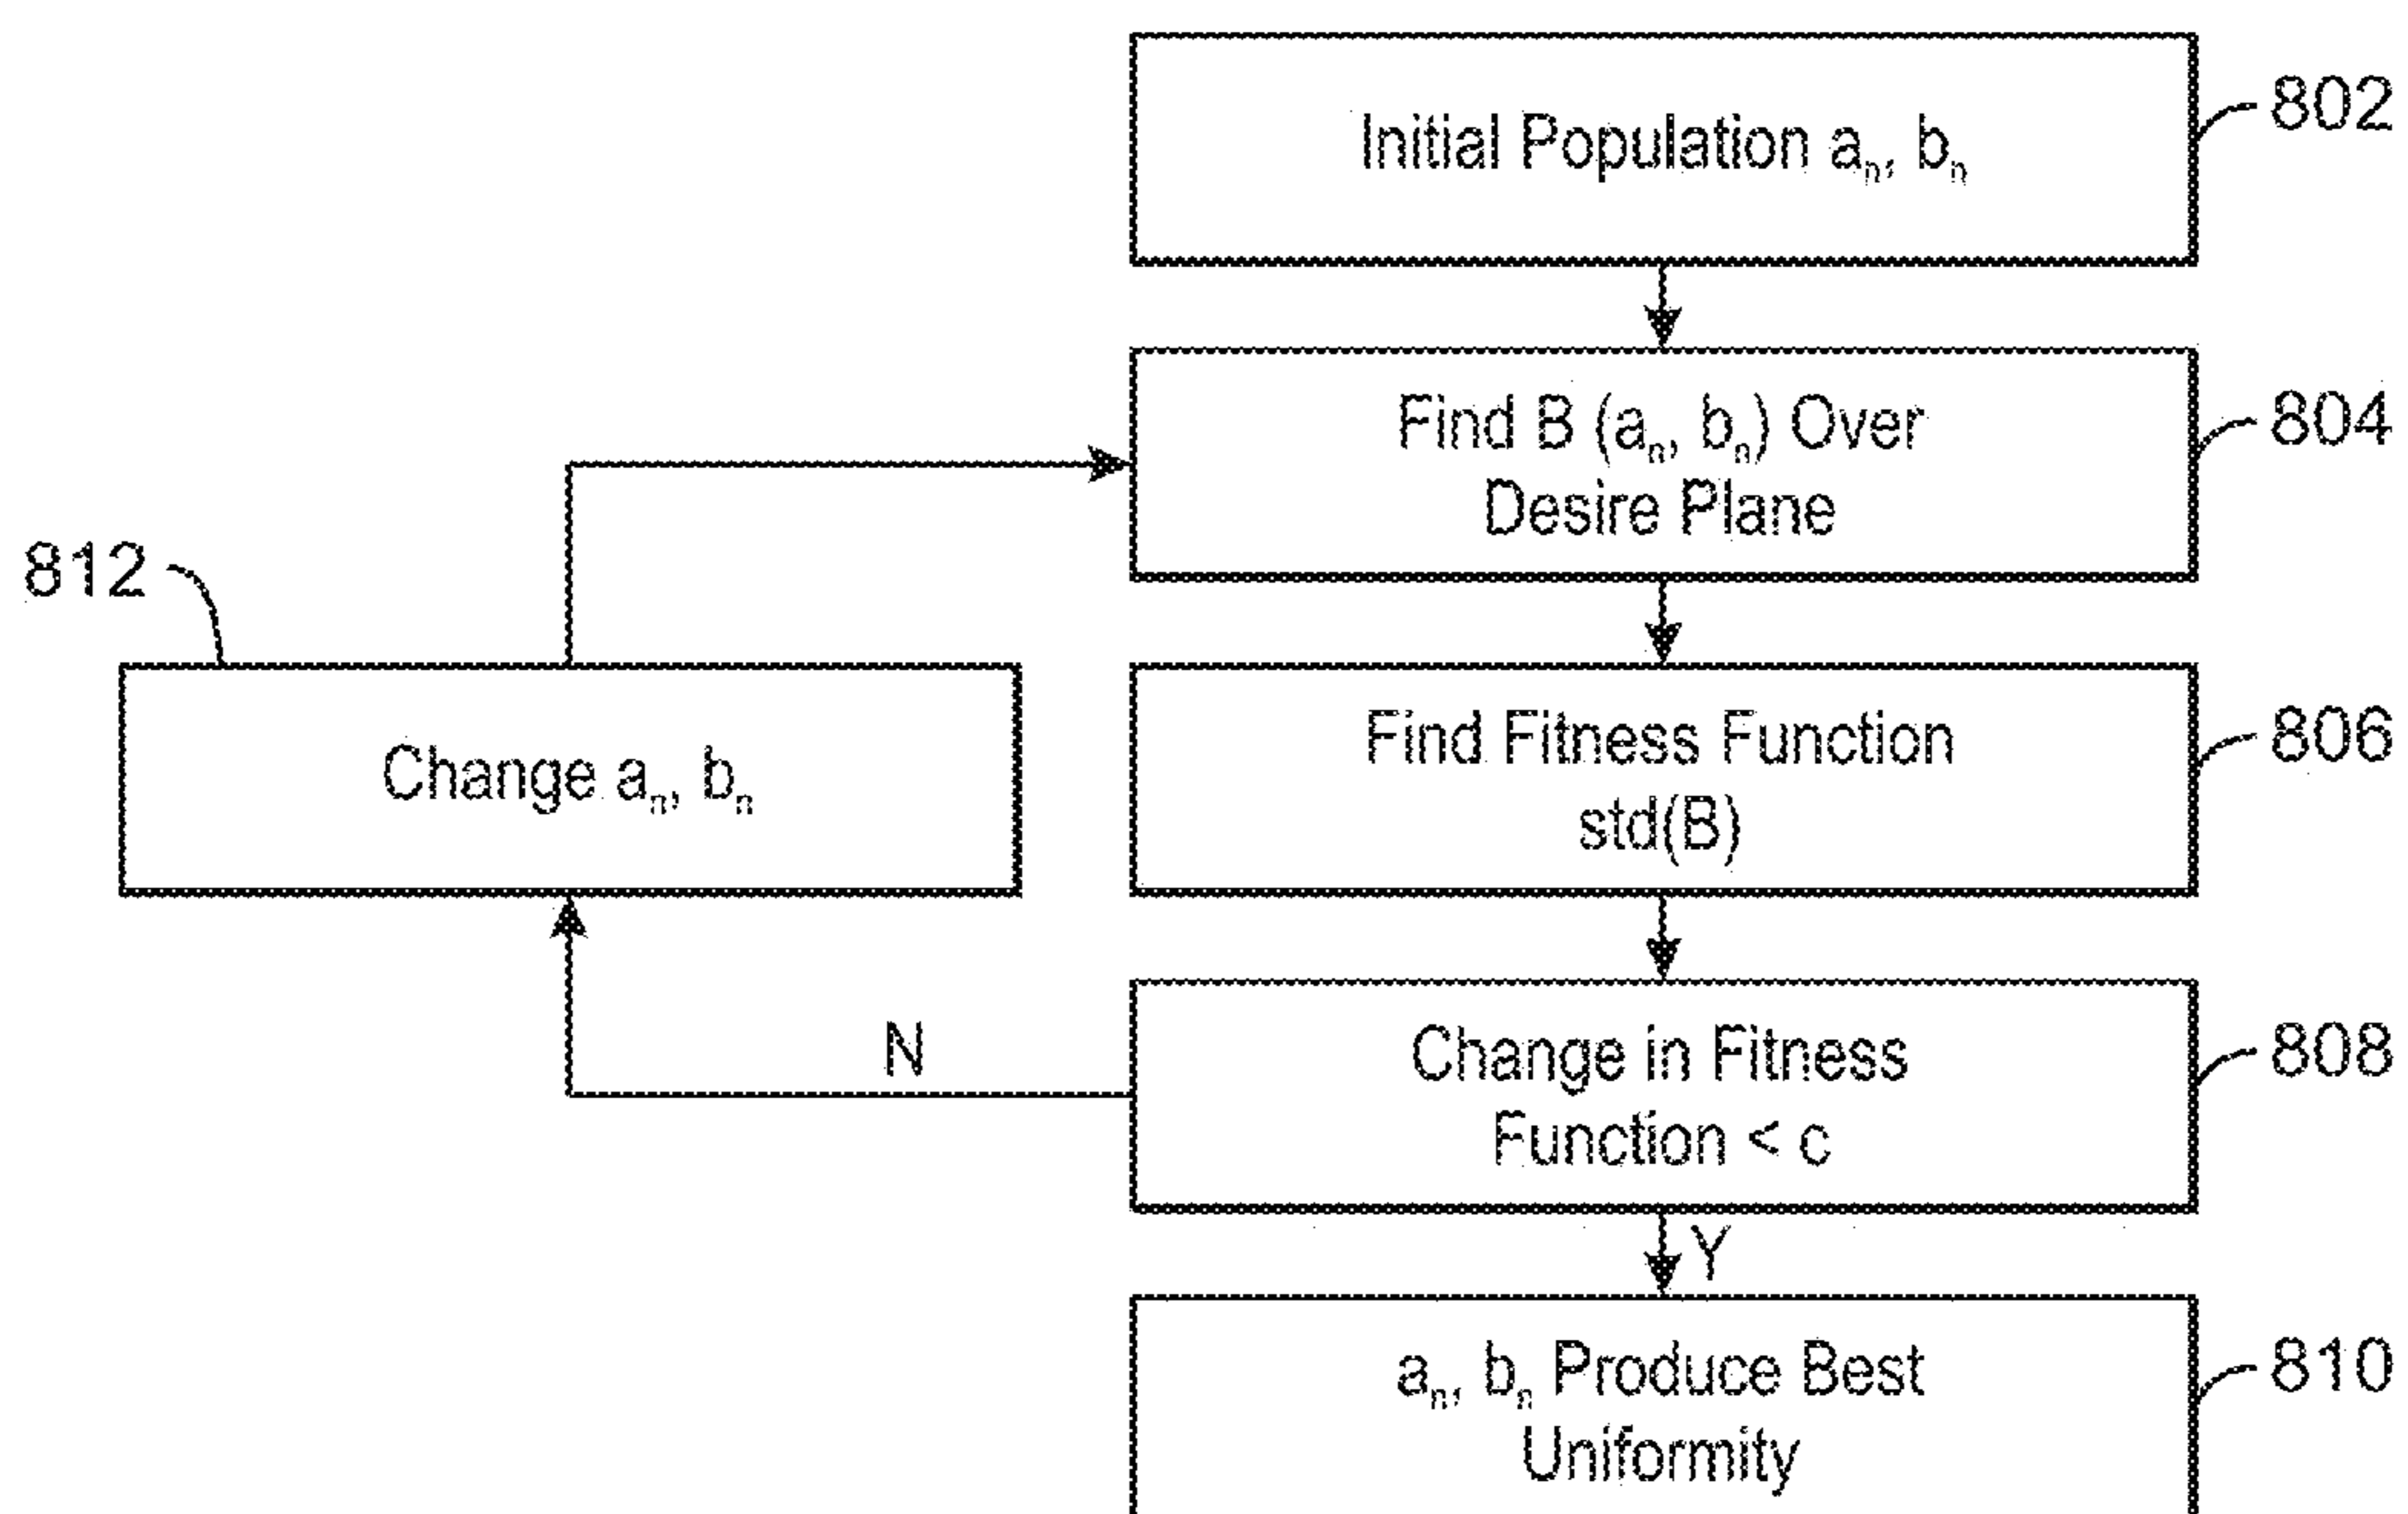 Initial Population aₙ, bₙ
802
Find B (aₙ, bₙ) Over
Desire Plane
804
812
Change aₙ, bₙ
Find Fitness Function
std(B)
806
N
Change in Fitness
Function < c
808
Y
aₙ, bₙ Produce Best
Uniformity
810